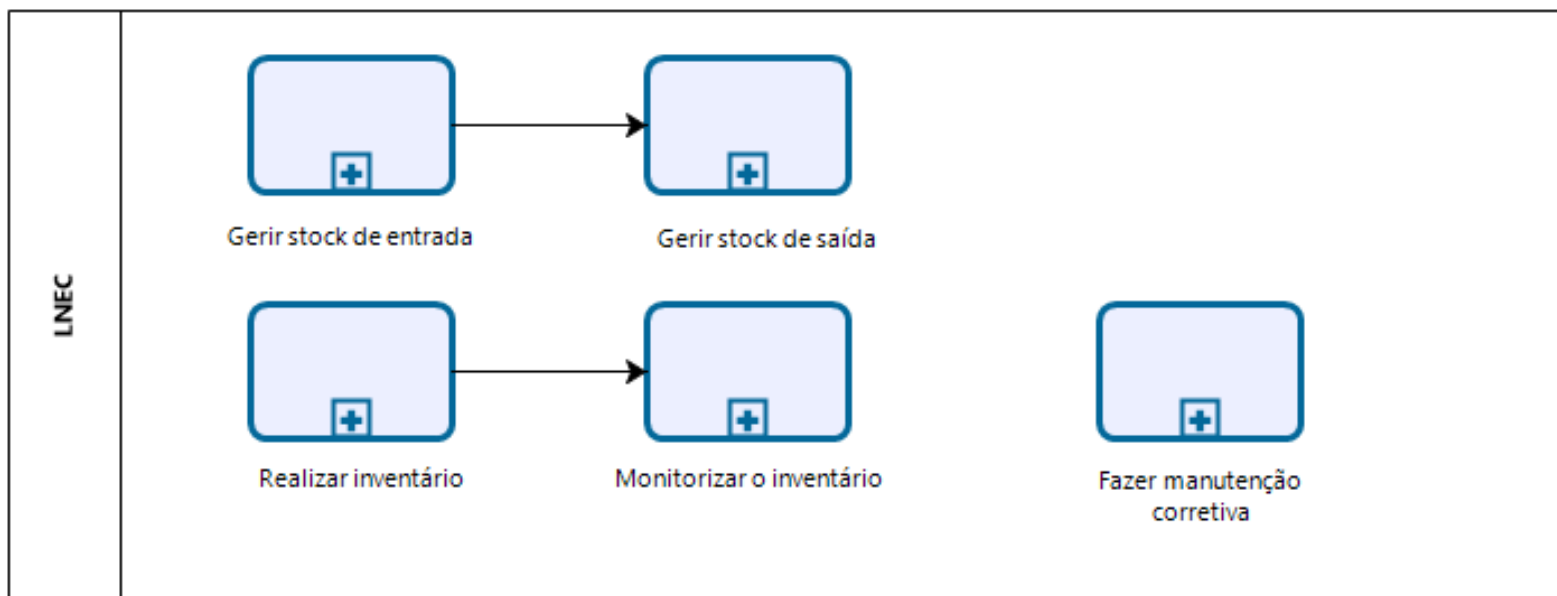 LNEC
Gerir stock de entrada
Gerir stock de saída
Realizar inventário
Monitorizar o inventário
Fazer manutenção
corretiva